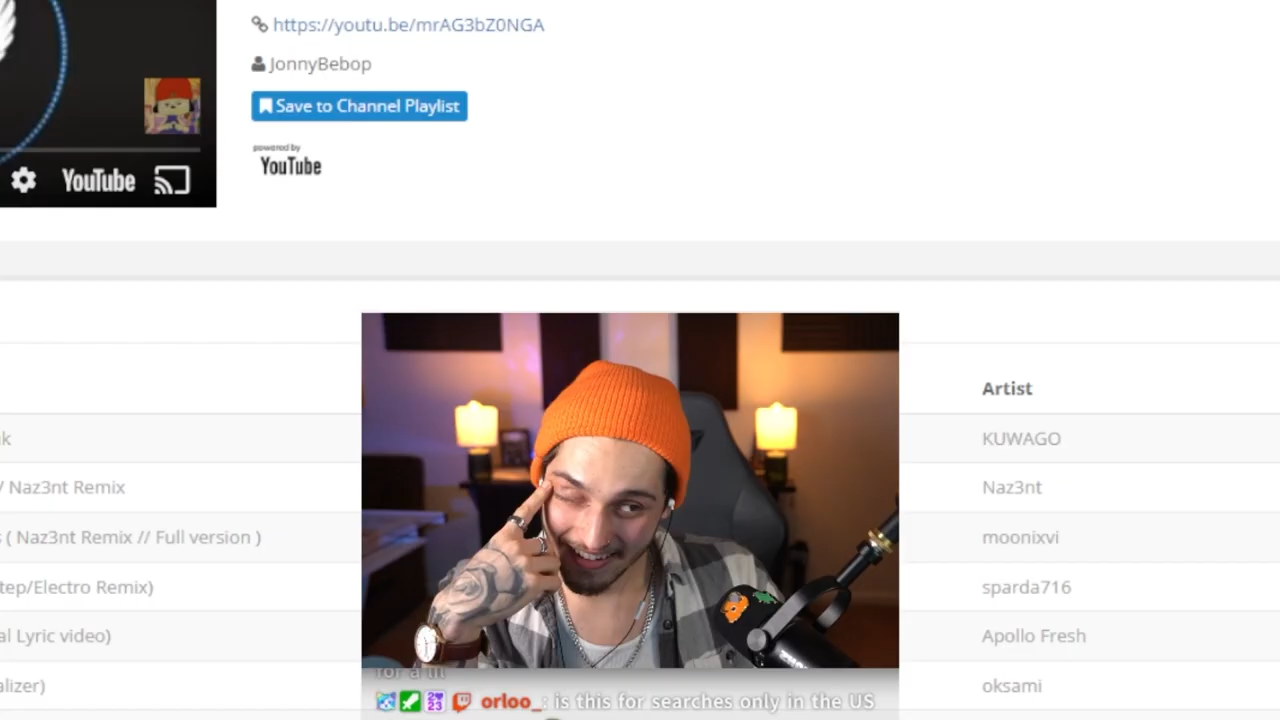 https://youtu.be/mrAG3bZ0NGA
JonnyBebop
Save to Channel Playlist
powered by
YouTube
YouTube
Artist
k
KUWAGO
/ Naz3nt Remix
Naz3nt
( Naz3nt Remix // Full version )
moonixvi
tep/Electro Remix)
sparda716
al Lyric video)
Apollo Fresh
alizer)
oksami
for a lil
orloo_: is this for searches only in the US